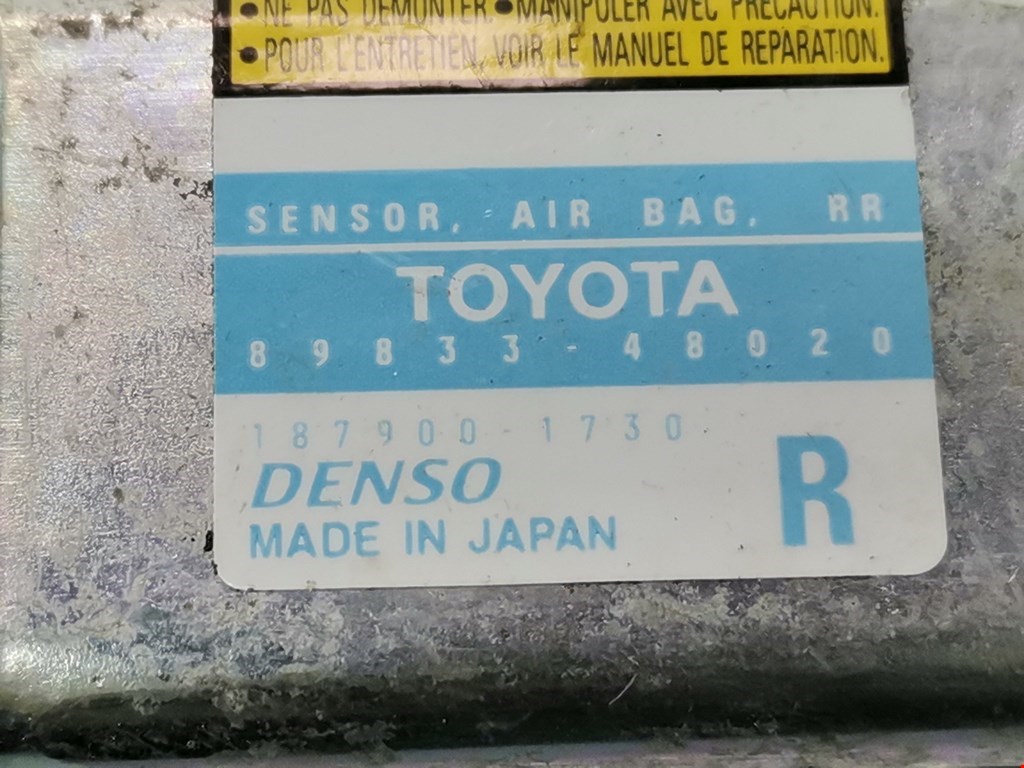 • NE PAS DEMONTER. • MANIPULER AVEC PRECAUTION.
• POUR L'ENTRETIEN, VOIR LE MANUEL DE REPARATION.
SENSOR, AIR BAG, RR
TOYOTA
89833-48020
187900-1730
DENSO
MADE IN JAPAN
R